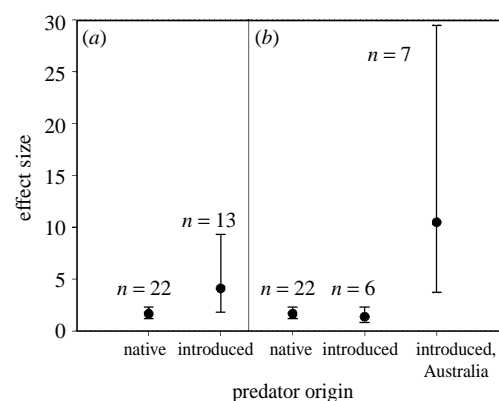 30
(a)
(b)
n = 7
25
20
effect size
15
n = 13
10
n = 22
n = 22
n = 6
5
0
native
introduced
native
introduced
introduced,
Australia
predator origin